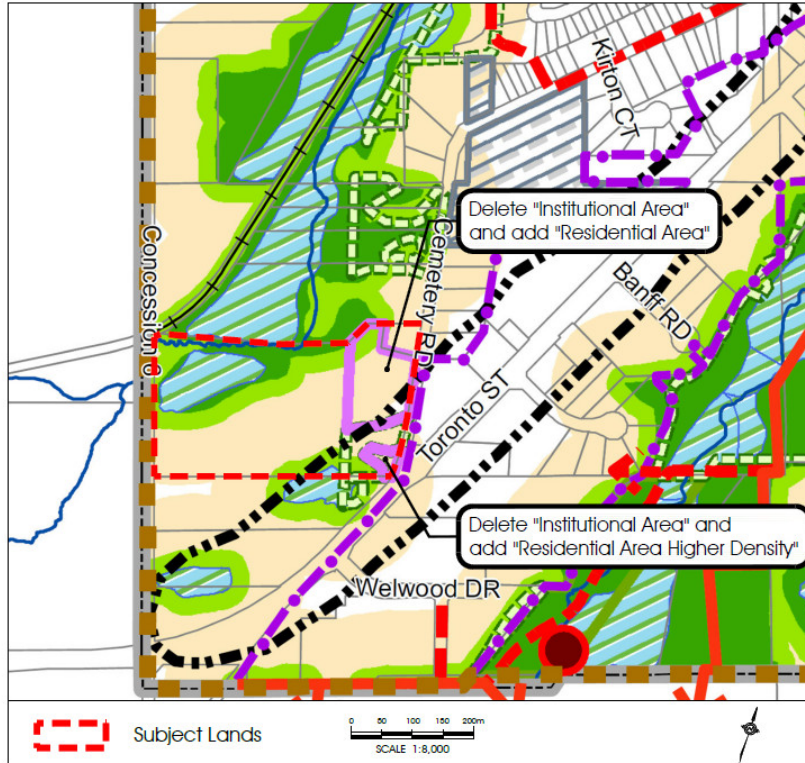 Kirton CT
Delete "Institutional Area"
and add "Residential Area"
Concession 3
Cemetery RD
Banff RD
Toronto ST
Delete "Institutional Area" and
add "Residential Area Higher Density"
Welwood DR
Subject Lands
0 50 100 150 200m
SCALE 1:8,000